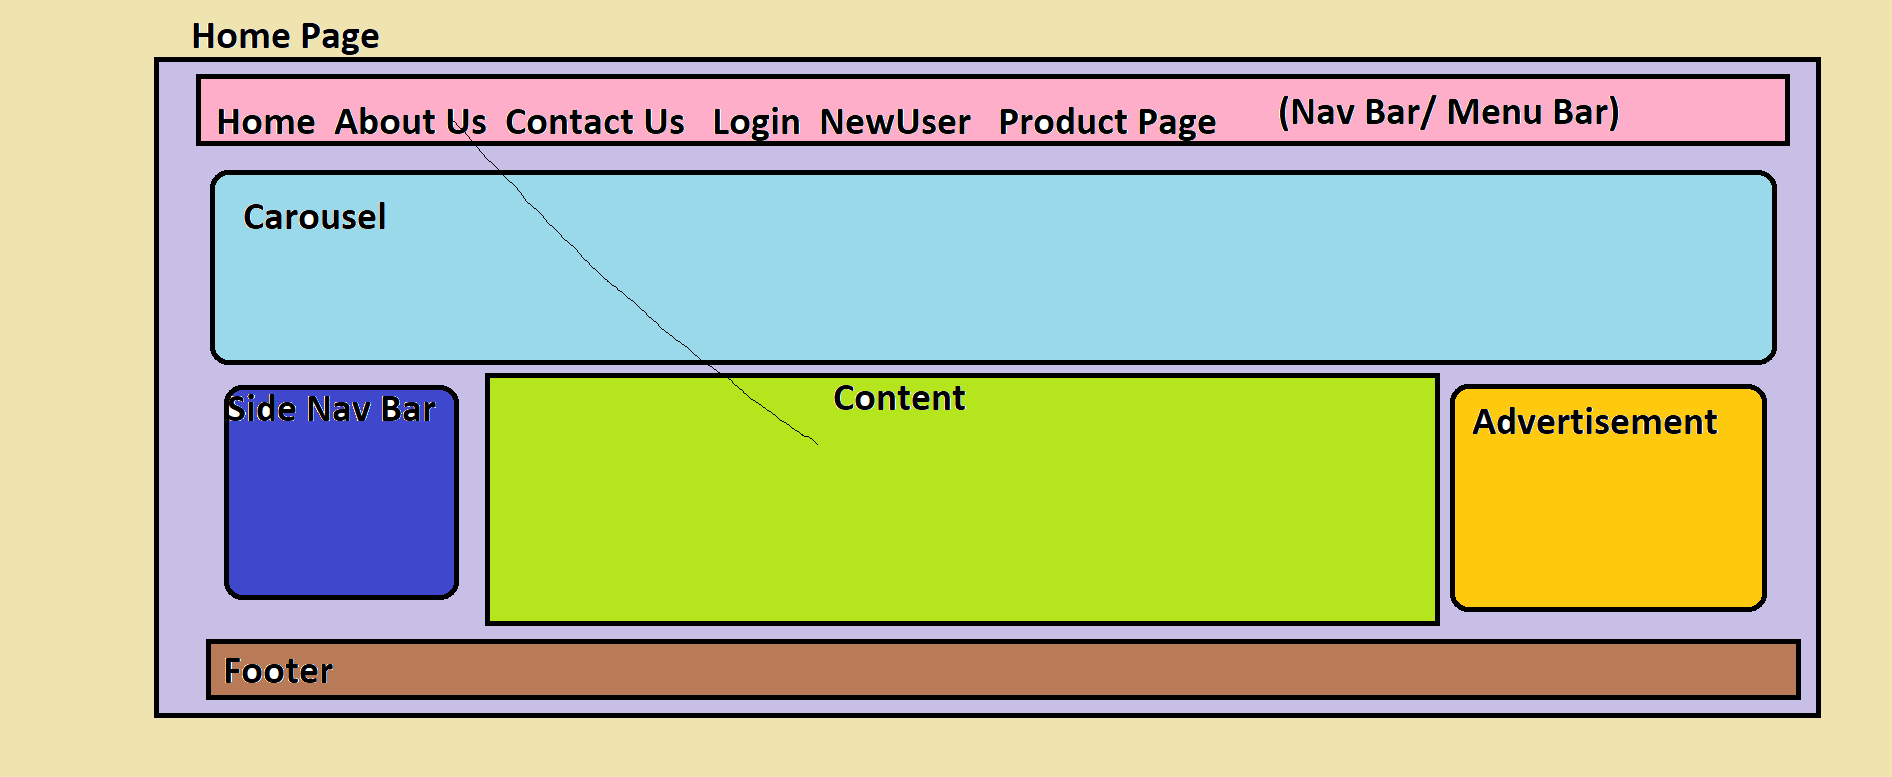 Home Page
Home About Us Contact Us Login NewUser Product Page (Nav Bar/ Menu Bar)
Carousel
Side Nav Bar
Content
Advertisement
Footer